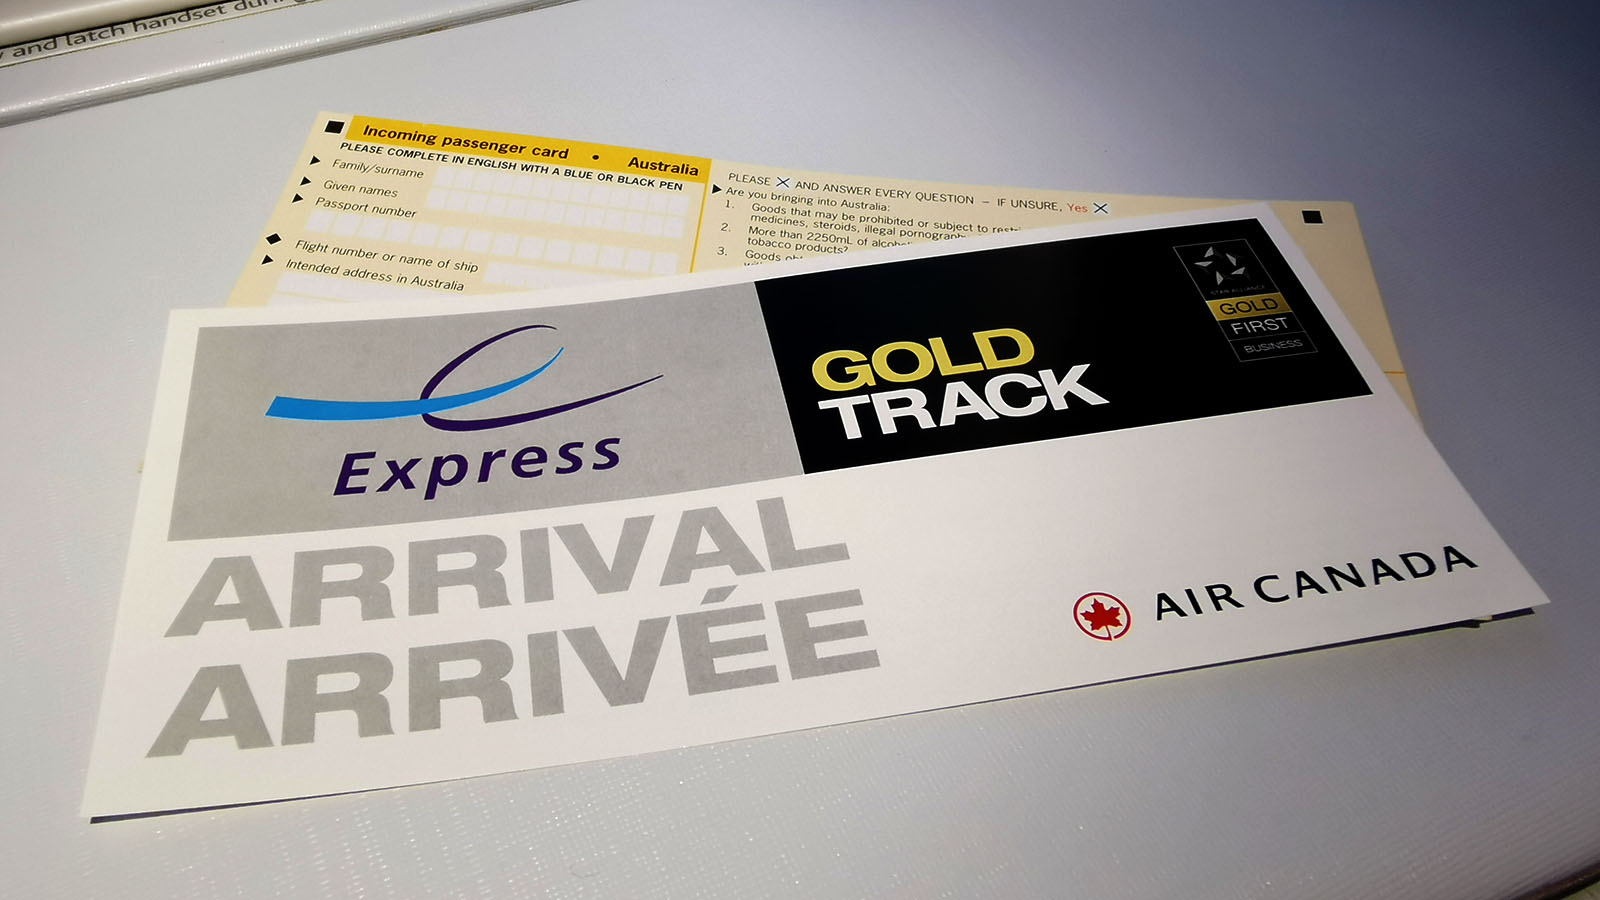 and latch handset during
Incoming passenger card • Australia
PLEASE COMPLETE IN ENGLISH WITH A BLUE OR BLACK PEN
Family/surname
Given names
Passport number
Flight number or name of ship
Intended address in Australia
PLEASE X AND ANSWER EVERY QUESTION – IF UNSURE, Yes X
Are you bringing into Australia:
1. Goods that may be prohibited or subject to
medicines, steroids, illegal
2. More than 2250mL of
tobacco products?
3. Goods
Express
GOLD
TRACK
STAR ALLIANCE
GOLD
FIRST
BUSINESS
ARRIVAL
ARRIVÉE
AIR CANADA